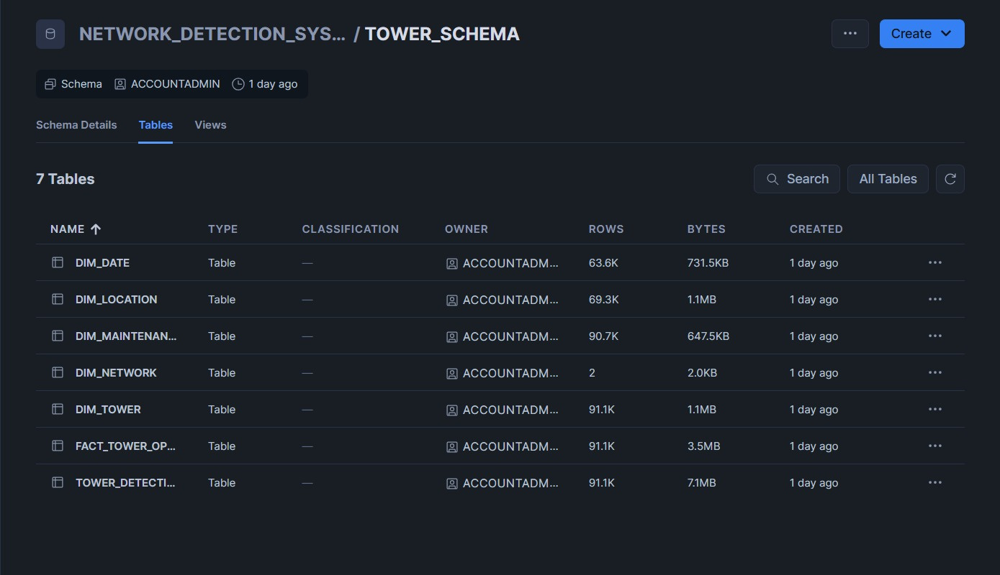 NETWORK_DETECTION_SYS... / TOWER_SCHEMA
Create
Schema ACCOUNTADMIN 1 day ago
Schema Details Tables Views
7 Tables
Search All Tables
NAME TYPE CLASSIFICATION OWNER ROWS BYTES CREATED
DIM_DATE Table — ACCOUNTADM... 63.6K 731.5KB 1 day ago
DIM_LOCATION Table — ACCOUNTADM... 69.3K 1.1MB 1 day ago
DIM_MAINTENAN... Table — ACCOUNTADM... 90.7K 647.5KB 1 day ago
DIM_NETWORK Table — ACCOUNTADM... 2 2.0KB 1 day ago
DIM_TOWER Table — ACCOUNTADM... 91.1K 1.1MB 1 day ago
FACT_TOWER_OP... Table — ACCOUNTADM... 91.1K 3.5MB 1 day ago
TOWER_DETECTI... Table — ACCOUNTADM... 91.1K 7.1MB 1 day ago